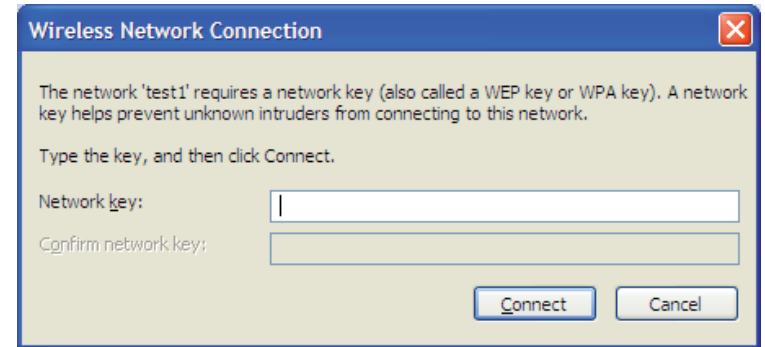 Wireless Network Connection
The network 'test1' requires a network key (also called a WEP key or WPA key). A network
key helps prevent unknown intruders from connecting to this network.
Type the key, and then click Connect.
Network key:
Confirm network key:
Connect Cancel